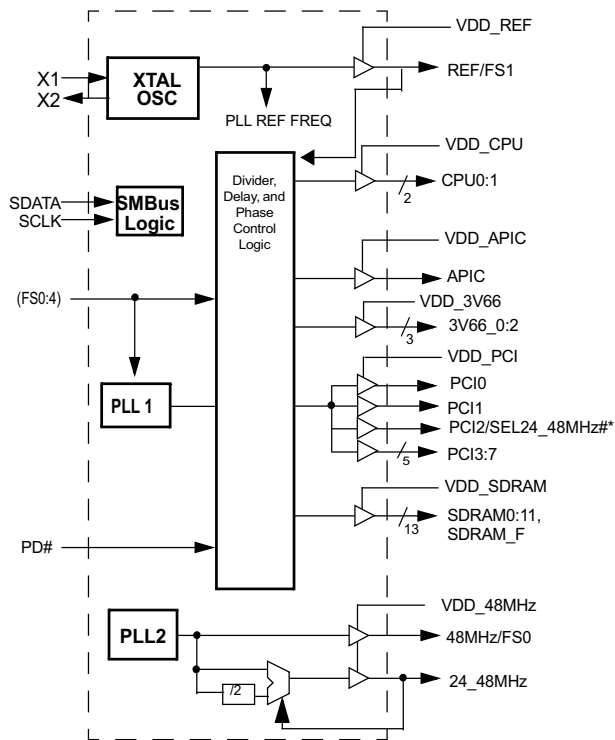 VDD_REF
X1
X2
XTAL
OSC
REF/FS1
PLL REF FREQ
VDD_CPU
Divider,
Delay, and
Phase
Control
Logic
CPU0:1
2
SDATA
SCLK
SMBus
Logic
VDD_APIC
APIC
(FS0:4)
VDD_3V66
3V66_0:2
3
VDD_PCI
PCI0
PLL 1
PCI1
PCI2/SEL24_48MHz#*
PCI3:7
5
VDD_SDRAM
SDRAM0:11,
SDRAM_F
13
PD#
VDD_48MHz
PLL2
48MHz/FS0
/2
24_48MHz